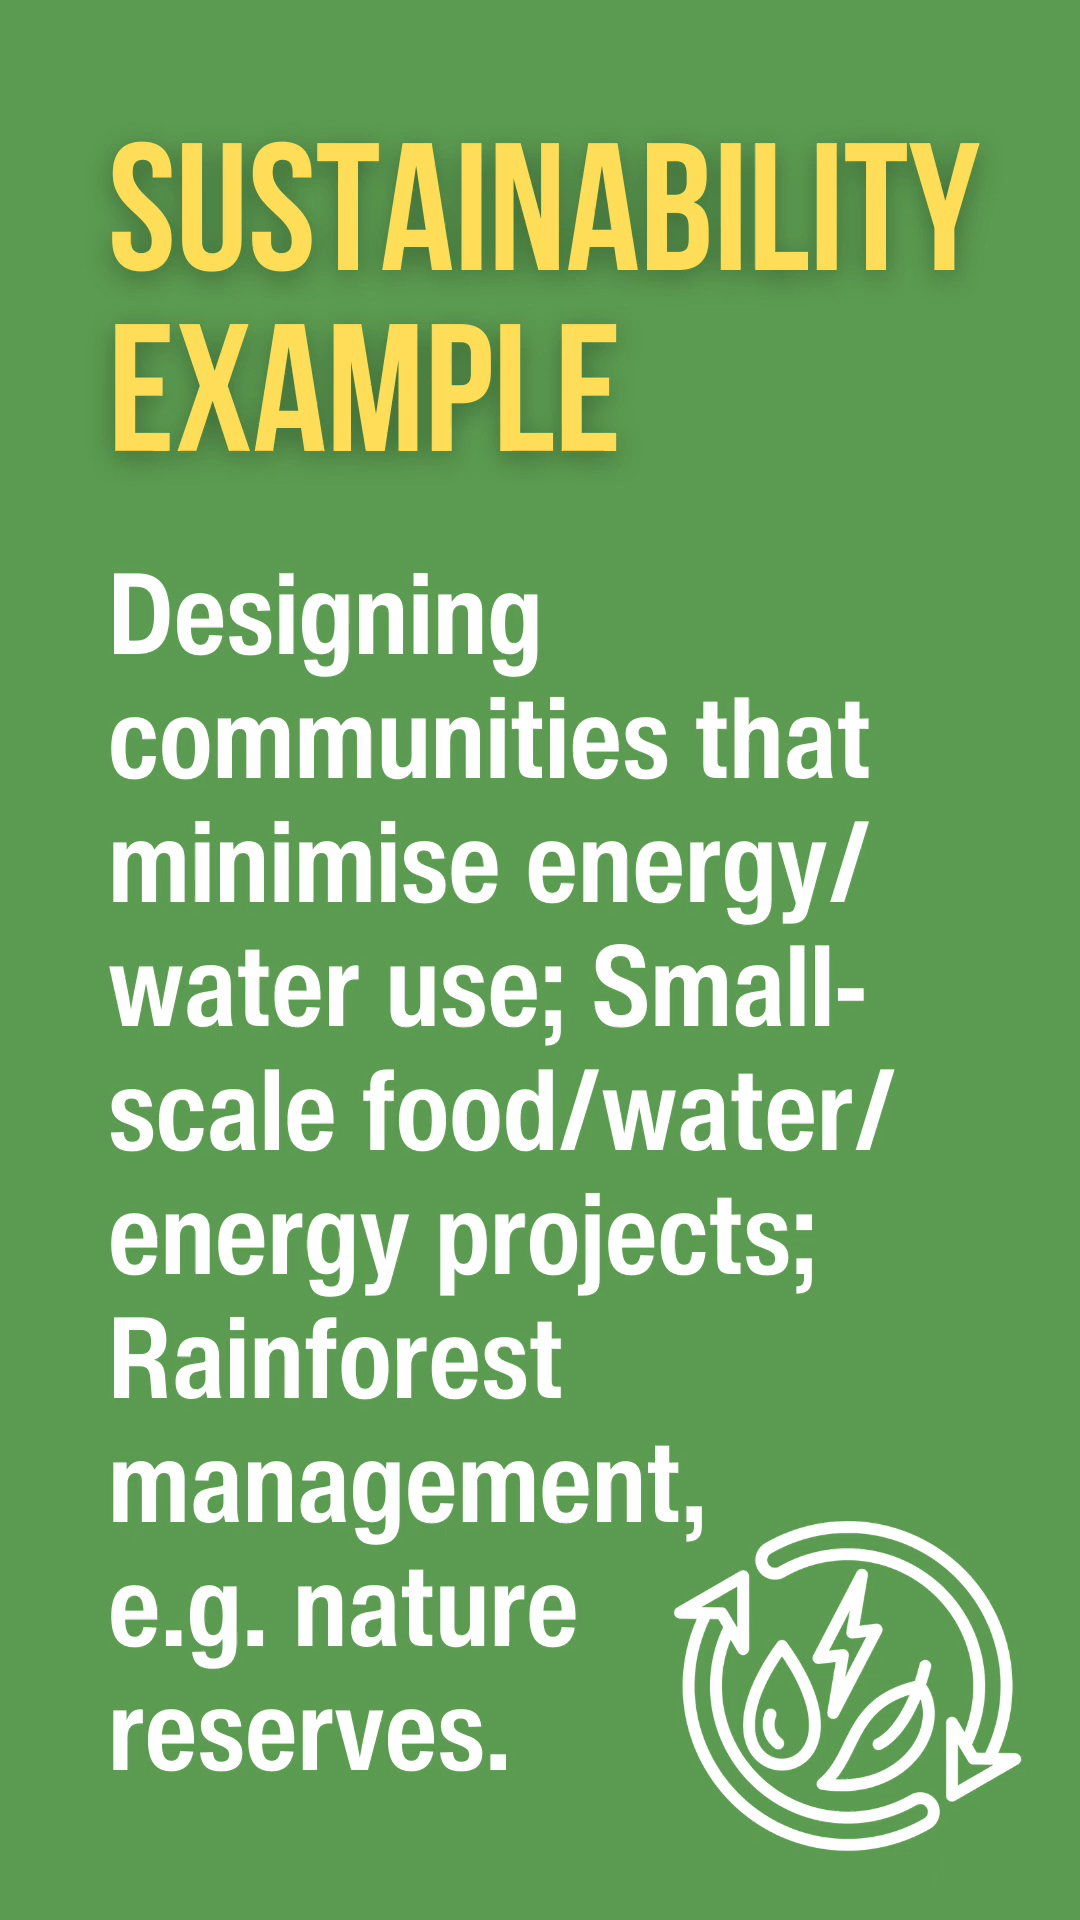 SUSTAINABILITY
EXAMPLE
Designing
communities that
minimise energy/
water use; Small-
scale food/water/
energy projects;
Rainforest
management,
e.g. nature
reserves.